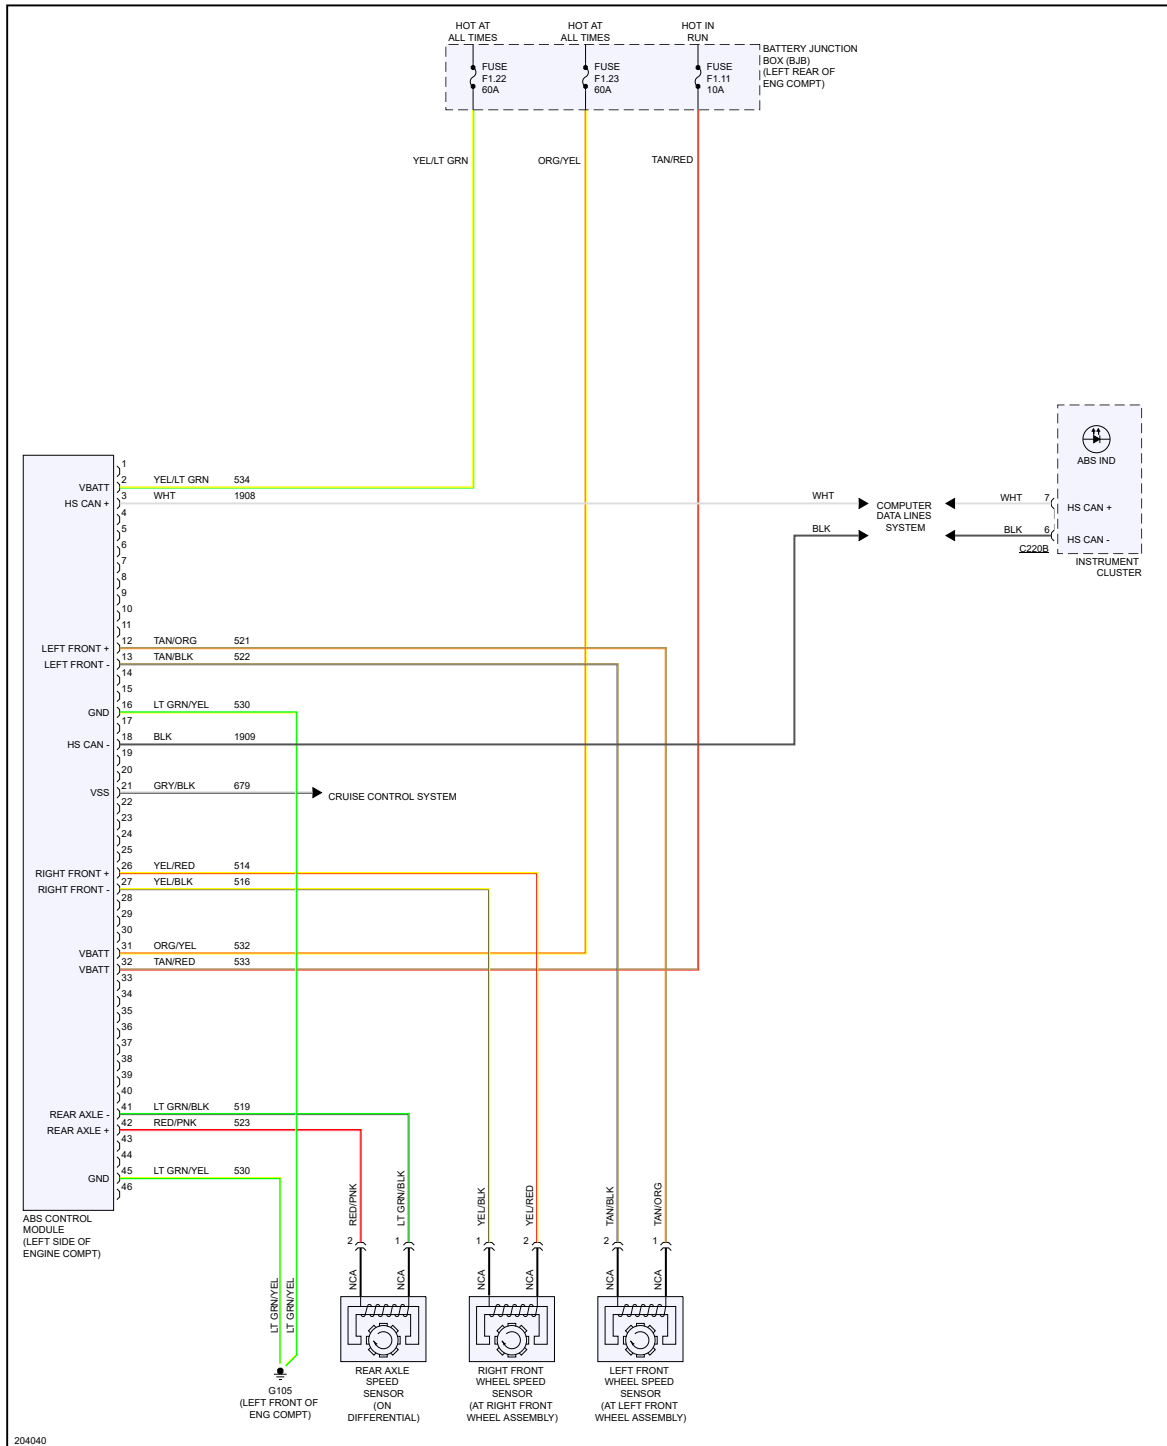 HOT AT
ALL TIMES
HOT AT
ALL TIMES
HOT IN
RUN
FUSE
F1.22
60A
FUSE
F1.23
60A
FUSE
F1.11
10A
BATTERY JUNCTION
BOX (BJB)
(LEFT REAR OF
ENG COMPT)
YEL/LT GRN
ORG/YEL
TAN/RED
ABS IND
HS CAN +
HS CAN -
INSTRUMENT
CLUSTER
WHT 7
BLK 6
C220B
COMPUTER
DATA LINES
SYSTEM
WHT
BLK
1
VBATT 2 YEL/LT GRN 534
HS CAN + 3 WHT 1908
4
5
6
7
8
9
10
11
LEFT FRONT + 12 TAN/ORG 521
LEFT FRONT - 13 TAN/BLK 522
14
15
GND 16 LT GRN/YEL 530
17
HS CAN - 18 BLK 1909
19
20
VSS 21 GRY/BLK 679 CRUISE CONTROL SYSTEM
22
23
24
25
RIGHT FRONT + 26 YEL/RED 514
RIGHT FRONT - 27 YEL/BLK 516
28
29
30
VBATT 31 ORG/YEL 532
VBATT 32 TAN/RED 533
33
34
35
36
37
38
39
40
REAR AXLE - 41 LT GRN/BLK 519
REAR AXLE + 42 RED/PNK 523
43
44
GND 45 LT GRN/YEL 530
46
ABS CONTROL
MODULE
(LEFT SIDE OF
ENGINE COMPT)
LT GRN/YEL
LT GRN/YEL
G105
(LEFT FRONT OF
ENG COMPT)
RED/PNK
LT GRN/BLK
2 1
NCA NCA
REAR AXLE
SPEED
SENSOR
(ON
DIFFERENTIAL)
YEL/BLK
YEL/RED
1 2
NCA NCA
RIGHT FRONT
WHEEL SPEED
SENSOR
(AT RIGHT FRONT
WHEEL ASSEMBLY)
TAN/BLK
TAN/ORG
2 1
NCA NCA
LEFT FRONT
WHEEL SPEED
SENSOR
(AT LEFT FRONT
WHEEL ASSEMBLY)
204040